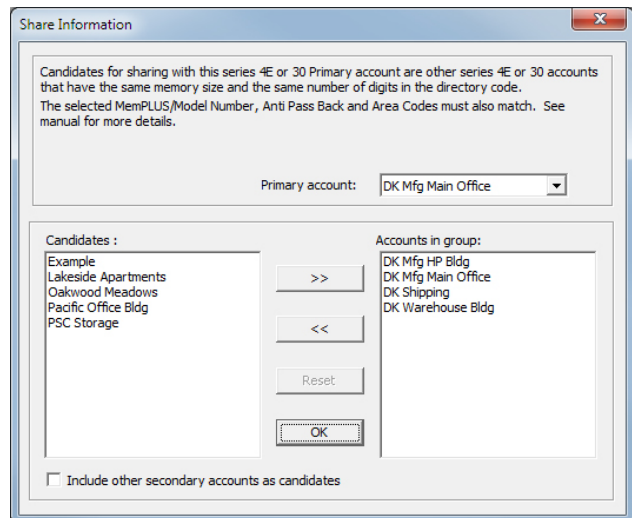 Share Information
Candidates for sharing with this series 4E or 30 Primary account are other series 4E or 30 accounts
that have the same memory size and the same number of digits in the directory code.
The selected MemPLUS/Model Number, Anti Pass Back and Area Codes must also match. See
manual for more details.
Primary account: DK Mfg Main Office
Candidates :
Example
Lakeside Apartments
Oakwood Meadows
Pacific Office Bldg
PSC Storage
>>
<<
Reset
OK
Accounts in group:
DK Mfg HP Bldg
DK Mfg Main Office
DK Shipping
DK Warehouse Bldg
Include other secondary accounts as candidates